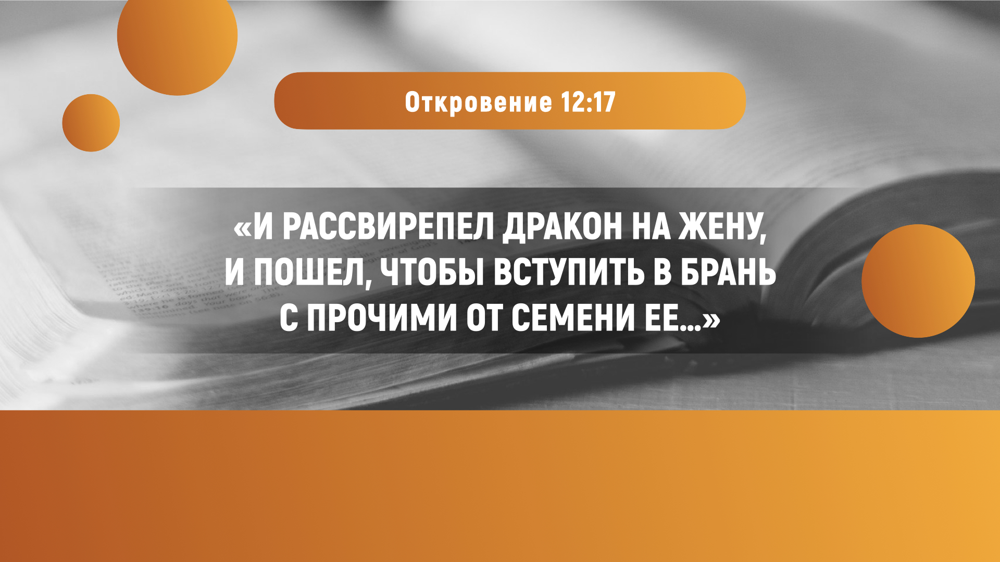 Откровение 12:17
«И РАССВИРЕПЕЛ ДРАКОН НА ЖЕНУ,
И ПОШЕЛ, ЧТОБЫ ВСТУПИТЬ В БРАНЬ
С ПРОЧИМИ ОТ СЕМЕНИ ЕЕ...»